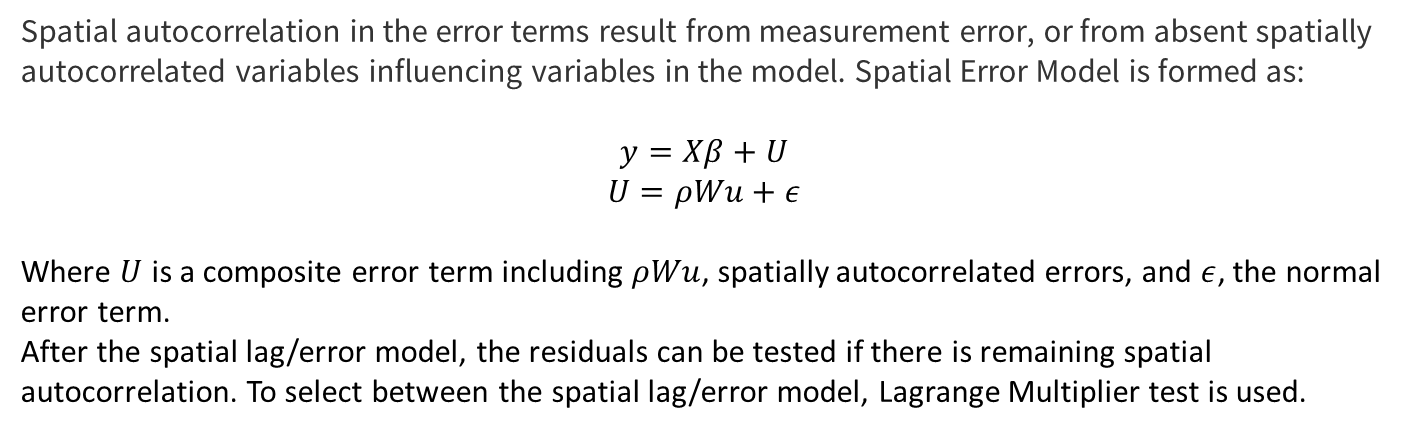 Spatial autocorrelation in the error terms result from measurement error, or from absent spatially
autocorrelated variables influencing variables in the model. Spatial Error Model is formed as:
y = Xβ + U
U = ρWu + ϵ
Where U is a composite error term including ρWu, spatially autocorrelated errors, and ϵ, the normal
error term.
After the spatial lag/error model, the residuals can be tested if there is remaining spatial
autocorrelation. To select between the spatial lag/error model, Lagrange Multiplier test is used.